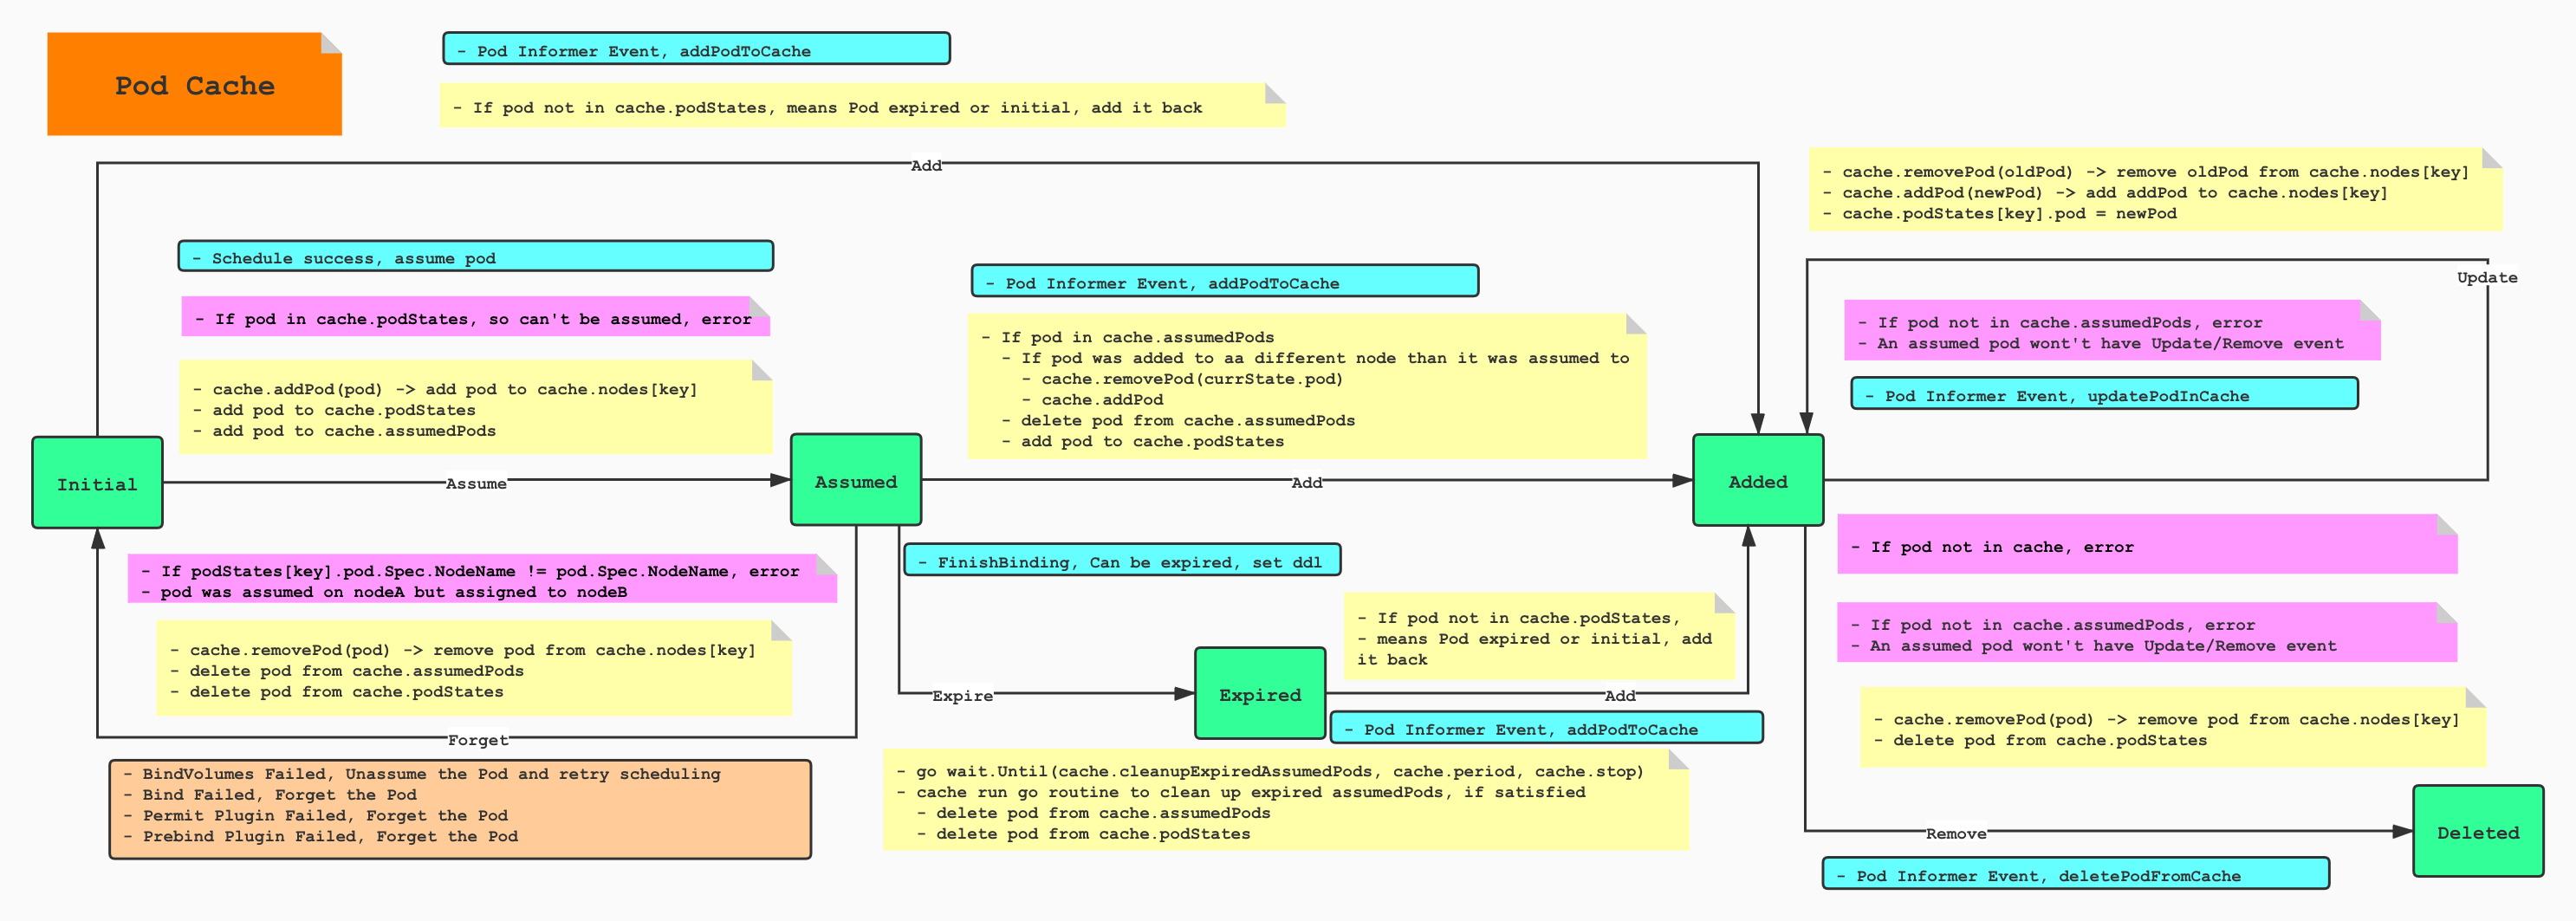 Pod Cache
- Pod Informer Event, addPodToCache
- If pod not in cache.podStates, means Pod expired or initial, add it back
Add
- cache.removePod(oldPod) -> remove oldPod from cache.nodes[key]
- cache.addPod(newPod) -> add addPod to cache.nodes[key]
- cache.podStates[key].pod = newPod
- Schedule success, assume pod
- If pod in cache.podStates, so can't be assumed, error
- cache.addPod(pod) -> add pod to cache.nodes[key]
- add pod to cache.podStates
- add pod to cache.assumedPods
- Pod Informer Event, addPodToCache
- If pod in cache.assumedPods
- If pod was added to aa different node than it was assumed to
- cache.removePod(currState.pod)
- cache.addPod
- delete pod from cache.assumedPods
- add pod to cache.podStates
Update
- If pod not in cache.assumedPods, error
- An assumed pod wont't have Update/Remove event
- Pod Informer Event, updatePodInCache
Initial
Assume
Assumed
Add
Added
- If podStates[key].pod.Spec.NodeName != pod.Spec.NodeName, error
- pod was assumed on nodeA but assigned to nodeB
- cache.removePod(pod) -> remove pod from cache.nodes[key]
- delete pod from cache.assumedPods
- delete pod from cache.podStates
Forget
- BindVolumes Failed, Unassume the Pod and retry scheduling
- Bind Failed, Forget the Pod
- Permit Plugin Failed, Forget the Pod
- Prebind Plugin Failed, Forget the Pod
- FinishBinding, Can be expired, set ddl
- If pod not in cache.podStates,
- means Pod expired or initial, add
it back
Expire
Expired
Add
- Pod Informer Event, addPodToCache
- go wait.Until(cache.cleanupExpiredAssumedPods, cache.period, cache.stop)
- cache run go routine to clean up expired assumedPods, if satisfied
- delete pod from cache.assumedPods
- delete pod from cache.podStates
- If pod not in cache, error
- If pod not in cache.assumedPods, error
- An assumed pod wont't have Update/Remove event
- cache.removePod(pod) -> remove pod from cache.nodes[key]
- delete pod from cache.podStates
Remove
Deleted
- Pod Informer Event, deletePodFromCache